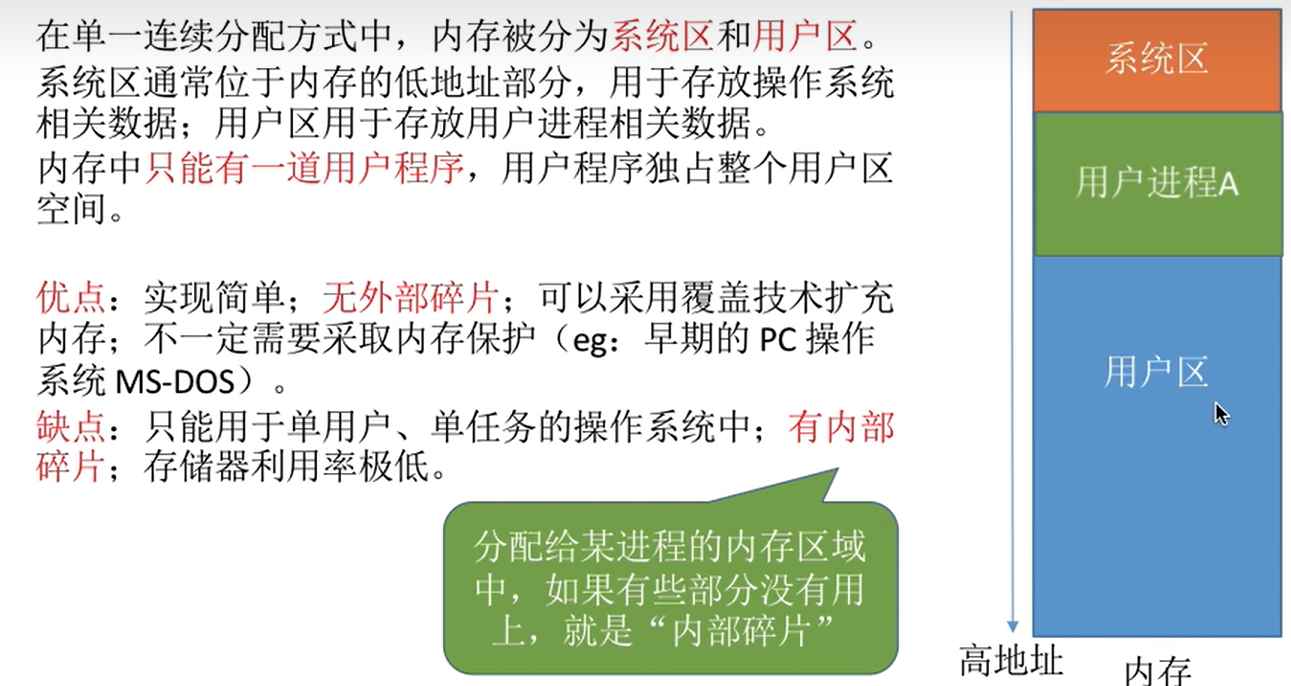 在单一连续分配方式中，内存被分为系统区和用户区。
系统区通常位于内存的低地址部分，用于存放操作系统
相关数据；用户区用于存放用户进程相关数据。
内存中只能有一道用户程序，用户程序独占整个用户区
空间。
优点：实现简单；无外部碎片；可以采用覆盖技术扩充
内存；不一定需要采取内存保护（eg：早期的 PC 操作
系统 MS-DOS）。
缺点：只能用于单用户、单任务的操作系统中；有内部
碎片；存储器利用率极低。
分配给某进程的内存区域
中，如果有些部分没有用
上，就是“内部碎片”
系统区
用户进程A
用户区
高地址
内存